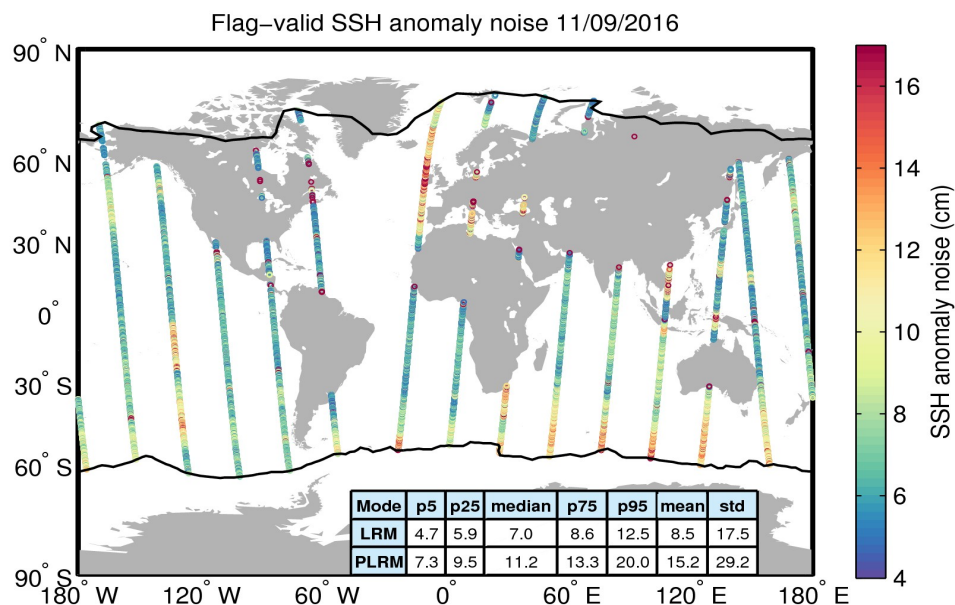 Flag-valid SSH anomaly noise 11/09/2016
90° N
60° N
30° N
0°
30° S
60° S
90° S
180° W
120° W
60° W
0°
60° E
120° E
180° E
Mode p5 p25 median p75 p95 mean std
LRM 4.7 5.9 7.0 8.6 12.5 8.5 17.5
PLRM 7.3 9.5 11.2 13.3 20.0 15.2 29.2
16
14
12
10
8
6
4
SSH anomaly noise (cm)